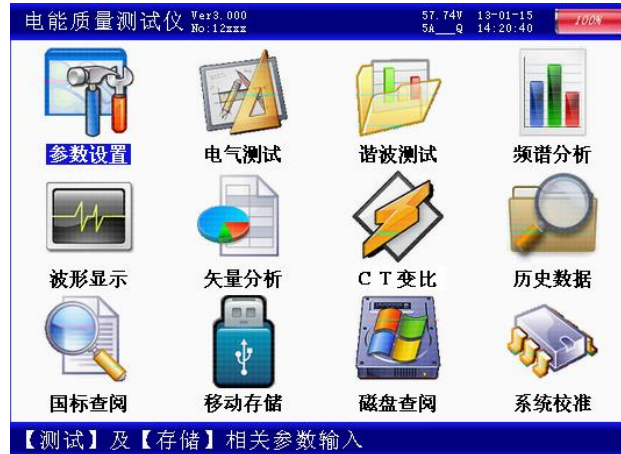 电能质量测试仪 Ver3.000 57.74V 13-01-15 100%
No:12xxx 5A__Q 14:20:40
参数设置 电气测试 谐波测试 频谱分析
波形显示 矢量分析 CT变比 历史数据
国标查阅 移动存储 磁盘查阅 系统校准
【测试】及【存储】相关参数输入